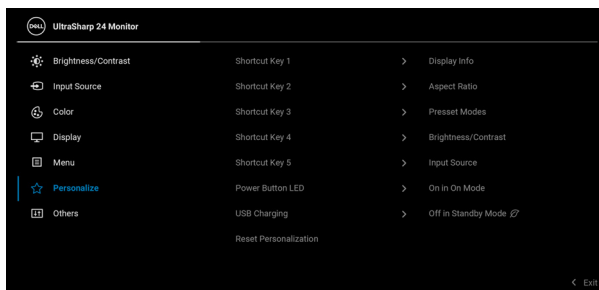 DELL UltraSharp 24 Monitor
Brightness/Contrast Shortcut Key 1 > Display Info
Input Source Shortcut Key 2 > Aspect Ratio
Color Shortcut Key 3 > Presset Modes
Display Shortcut Key 4 > Brightness/Contrast
Menu Shortcut Key 5 > Input Source
Personalize Power Button LED > On in On Mode
Others USB Charging > Off in Standby Mode
Reset Personalization
< Exit